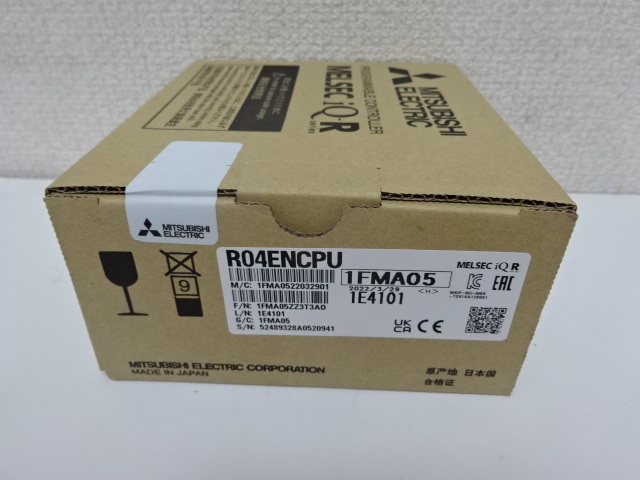 MITSUBISHI
ELECTRIC
PROGRAMMABLE CONTROLLER
MELSEC iQ-R
series
MITSUBISHI
ELECTRIC
R04ENCPU
MELSEC iQ-R
M/C: 1FMA0522032901
1FMA05
2022/3/29 <H>
1E4101
F/N: 1FMA05ZZ3T3A0
L/N: 1E4101
G/C: 1FMA05
S/N: 52489328A0520941
9
UK
CA
CE
EAC
MITSUBISHI ELECTRIC CORPORATION
MADE IN JAPAN
原产地 日本国
合格证